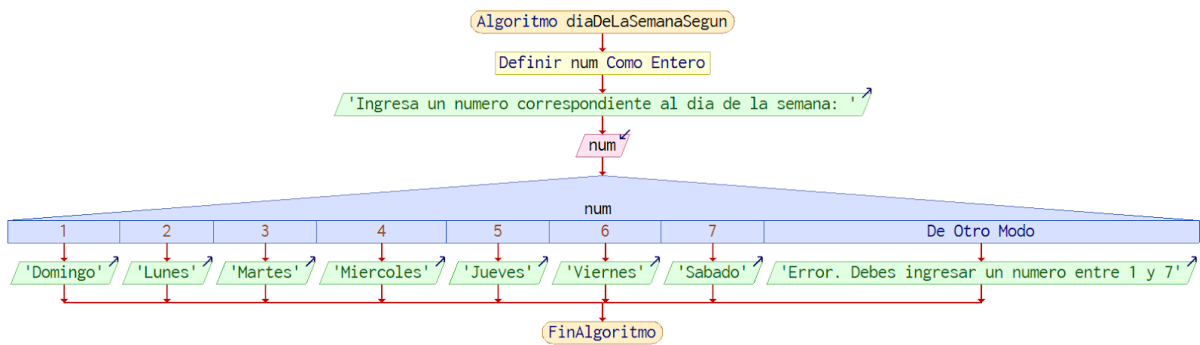 Algoritmo diaDeLaSemanaSegun
Definir num Como Entero
'Ingresa un numero correspondiente al dia de la semana: '
num
num
1 2 3 4 5 6 7 De Otro Modo
'Domingo' 'Lunes' 'Martes' 'Miercoles' 'Jueves' 'Viernes' 'Sabado' 'Error. Debes ingresar un numero entre 1 y 7'
FinAlgoritmo